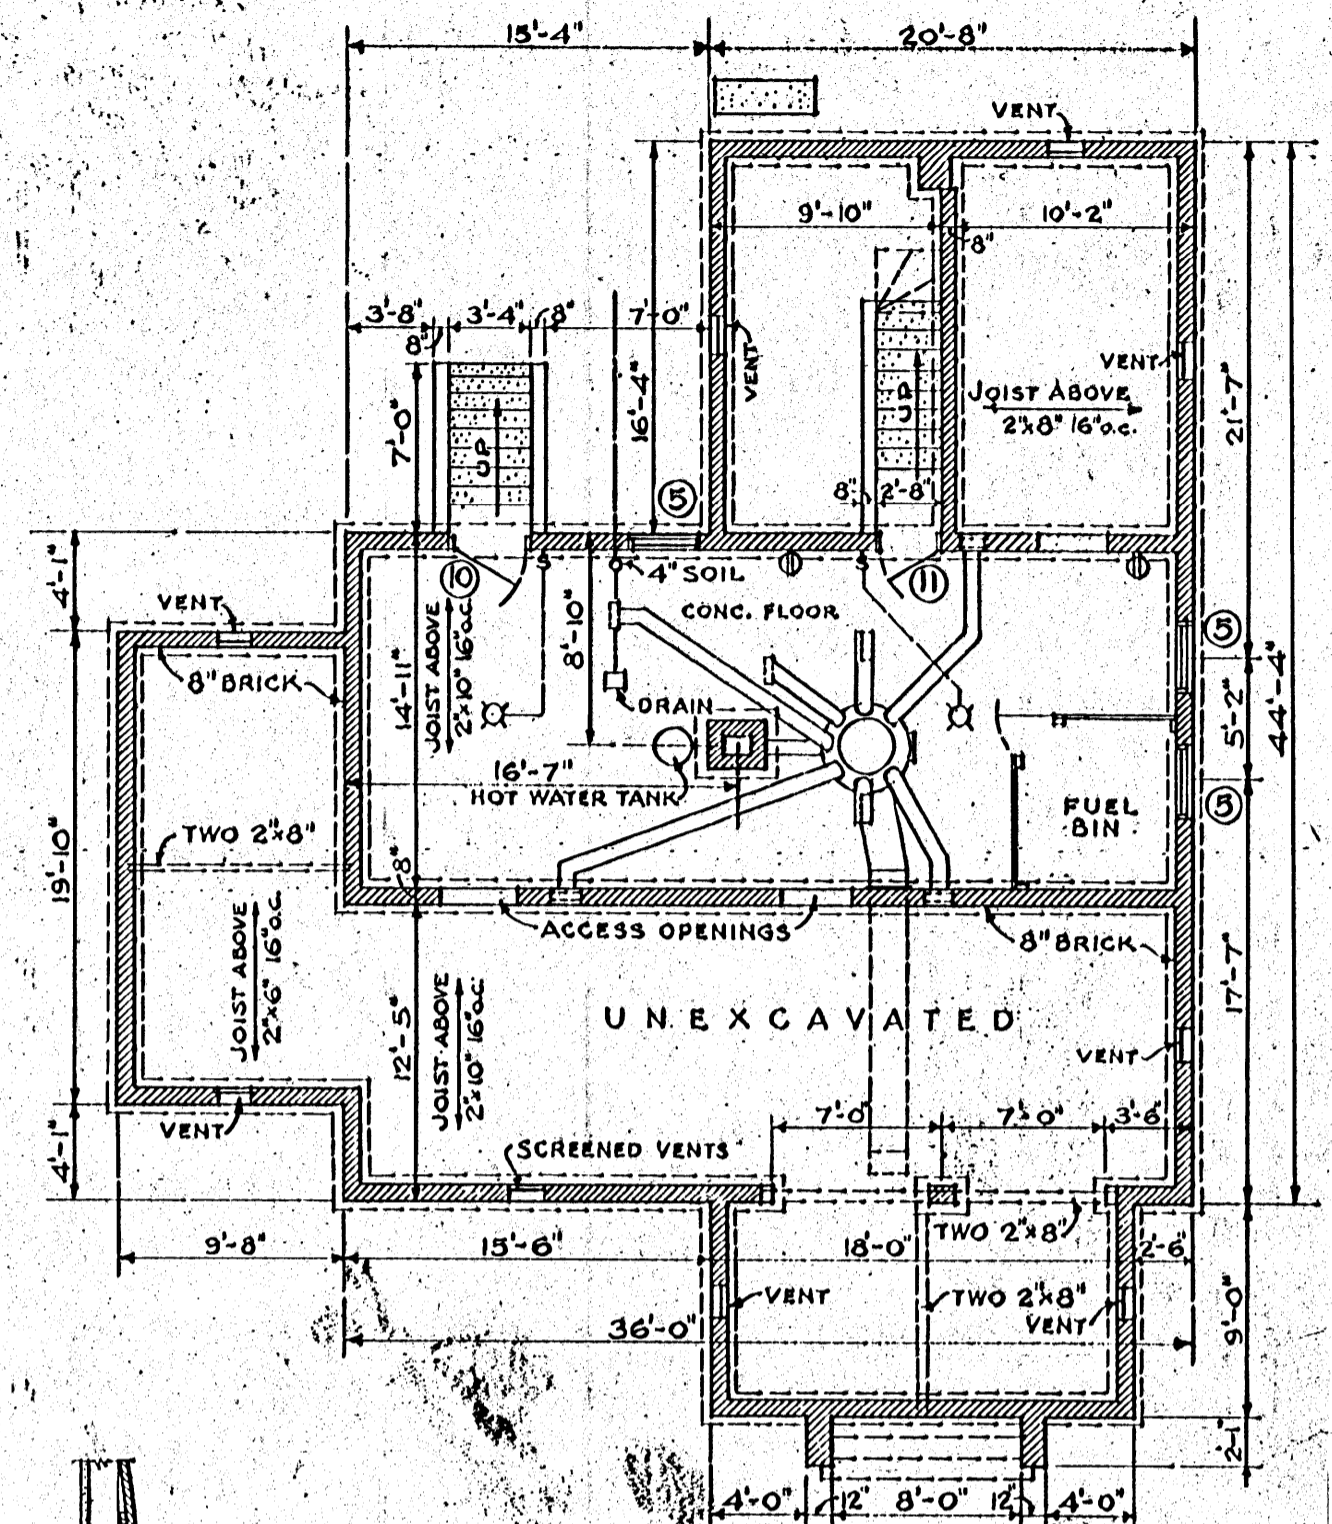 15'-4"
20'-8"
VENT
9'-10"
10'-2"
8"
3'-8"
3'-4"
8"
7'-0"
8"
VENT
16'-4"
VENT
JOIST ABOVE
2"x8" 16"o.c.
21'-7"
7'-0"
UP
UP
5
8"
2'-8"
4'-1"
10
S
4" SOIL
S
11
CONC. FLOOR
VENT
8" BRICK
14'-11"
JOIST ABOVE
2"x10" 16"o.c.
8'-10"
5
44'-4"
5'-2"
DRAIN
16'-7"
HOT WATER TANK
FUEL
BIN
5
TWO 2"x8"
19'-10"
8"
ACCESS OPENINGS
8" BRICK
JOIST ABOVE
2"x6" 16"o.c.
12'-5"
JOIST ABOVE
2"x10" 16"o.c.
UNEXCAVATED
17'-7"
VENT
VENT
4'-1"
7'-0"
7'-0"
3'-6"
SCREENED VENTS
9'-8"
15'-6"
18'-0"
TWO 2"x8"
2'-6"
VENT
TWO 2"x8"
VENT
36'-0"
9'-0"
2'-1"
4'-0"
12"
8'-0"
12"
4'-0"